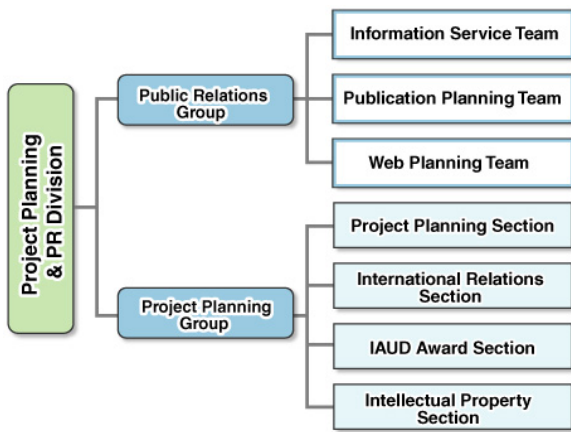 Project Planning
& PR Division
Public Relations
Group
Information Service Team
Publication Planning Team
Web Planning Team
Project Planning
Group
Project Planning Section
International Relations
Section
IAUD Award Section
Intellectual Property
Section